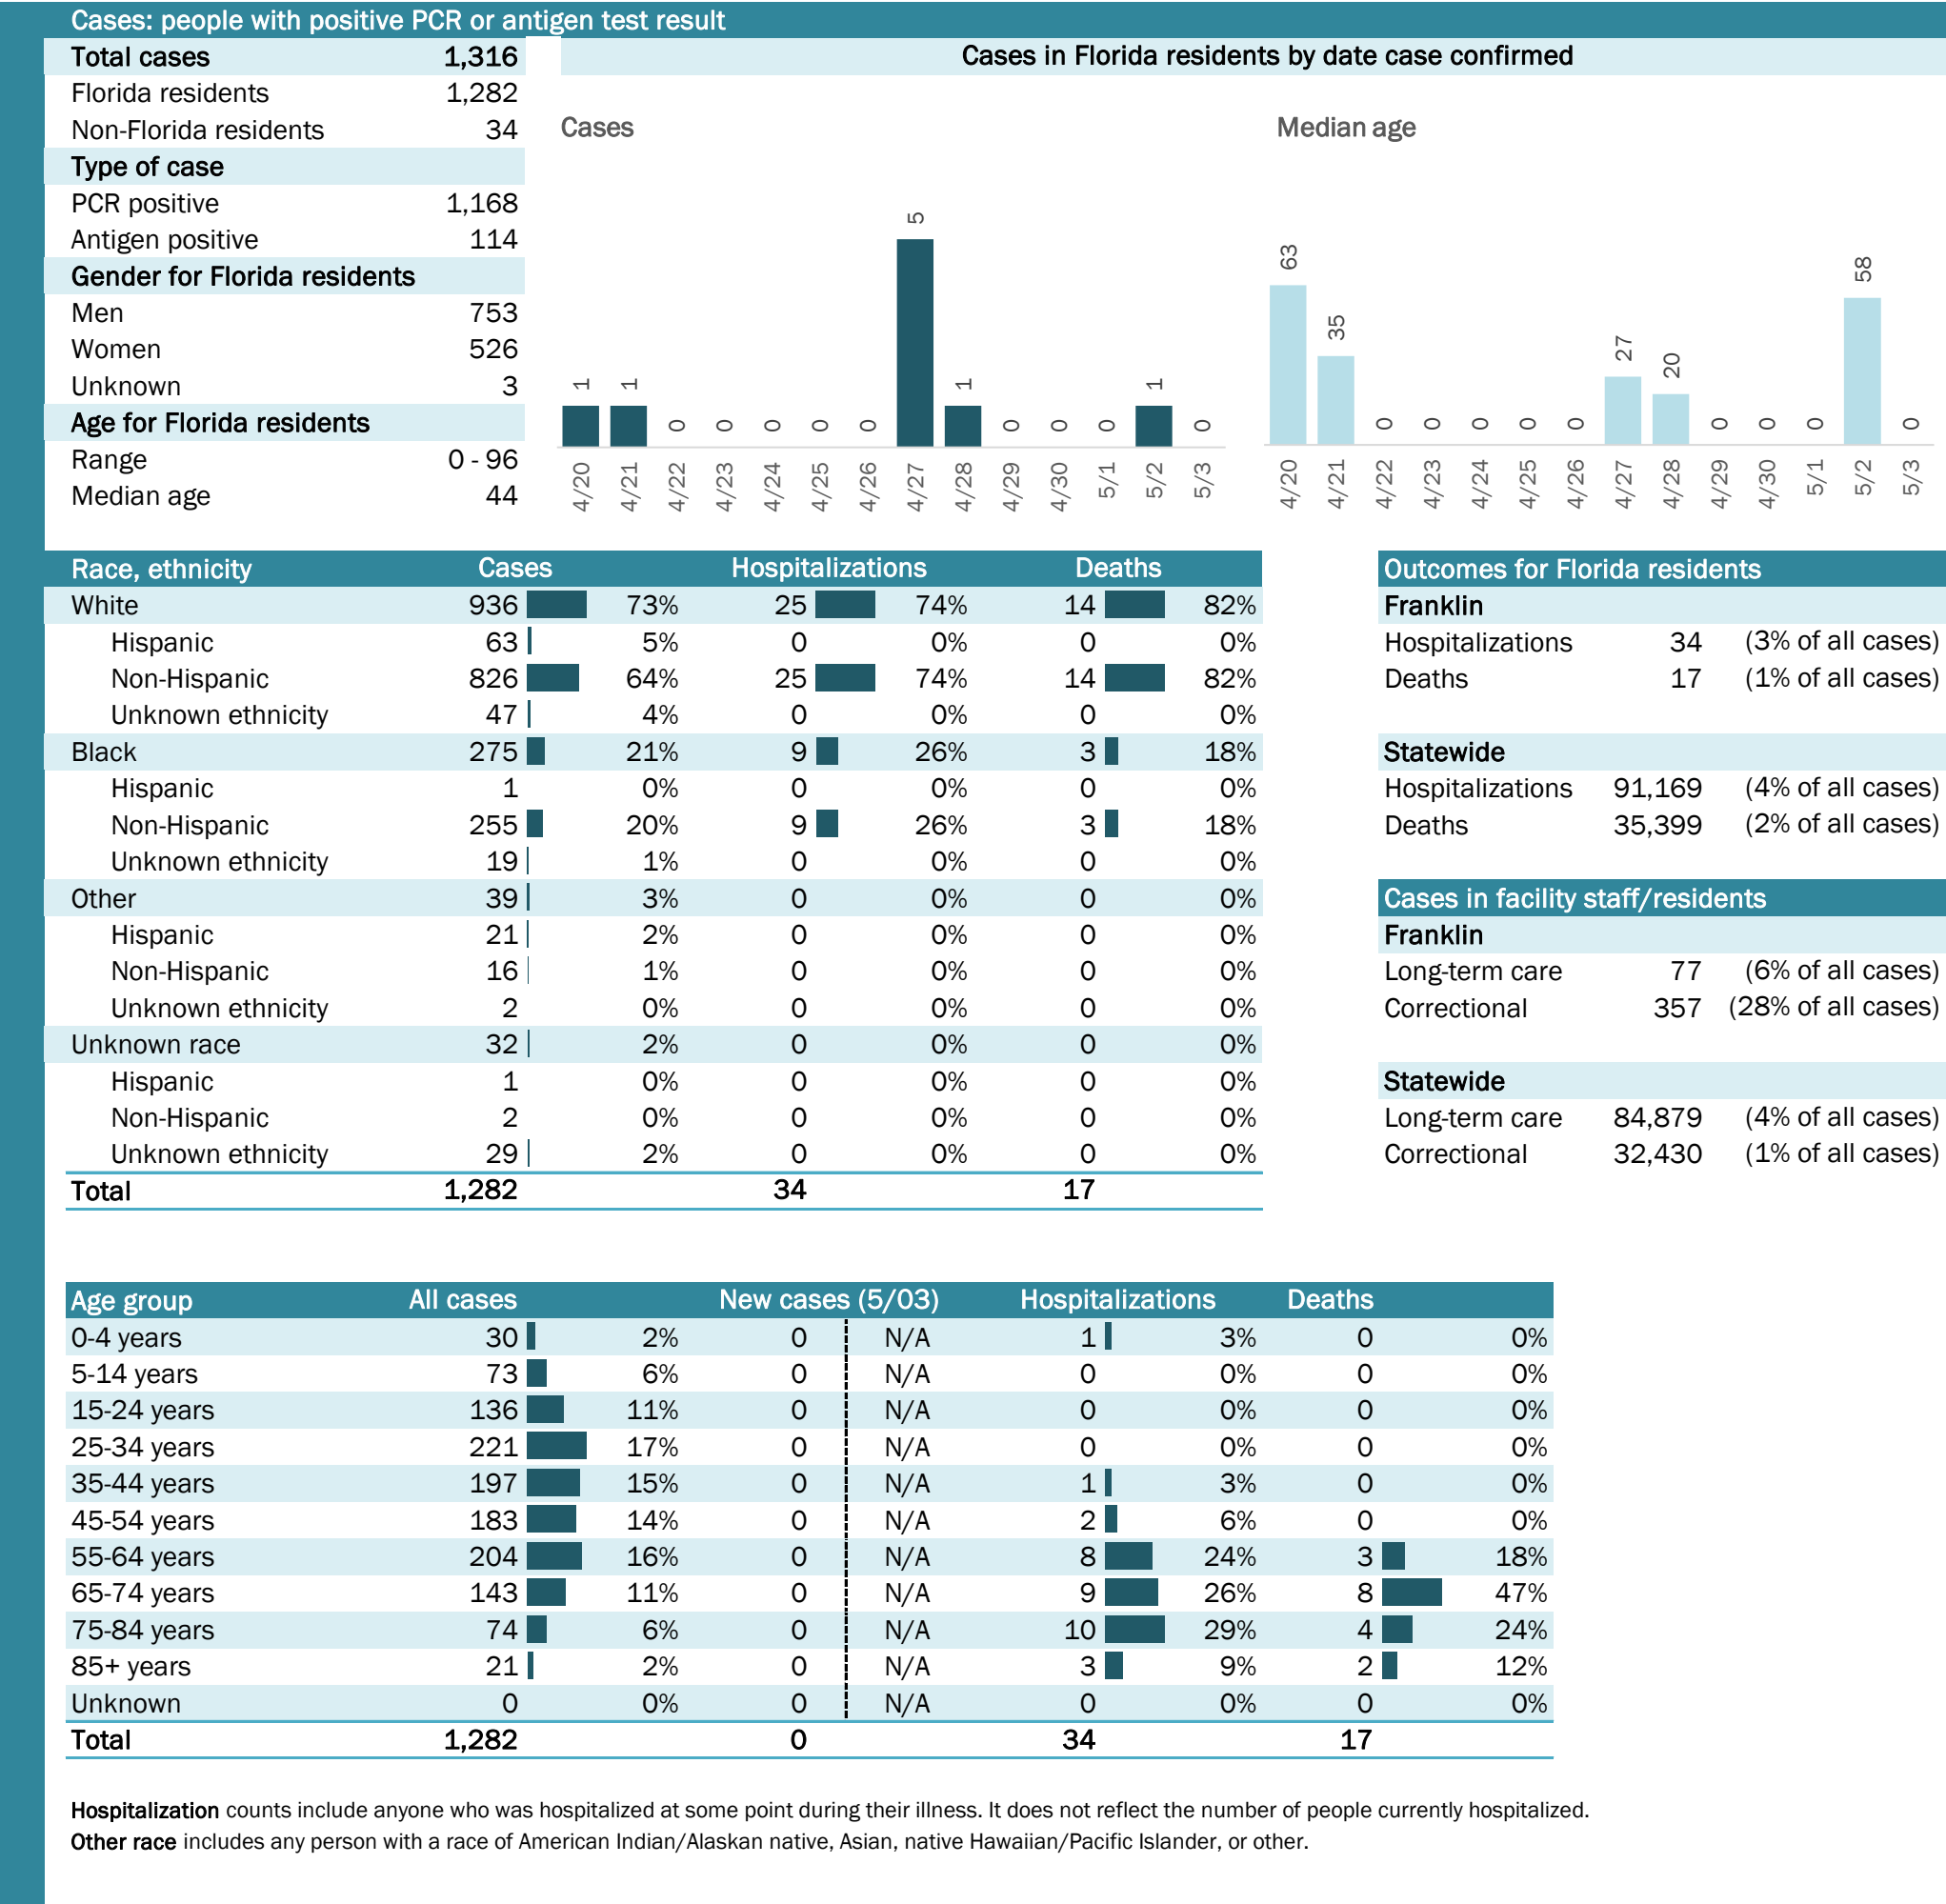 Cases: people with positive PCR or antigen test result
Total cases 1,316
Florida residents 1,282
Non-Florida residents 34
Type of case
PCR positive 1,168
Antigen positive 114
Gender for Florida residents
Men 753
Women 526
Unknown 3
Age for Florida residents
Range 0 - 96
Median age 44
Cases in Florida residents by date case confirmed
Cases
1 1 0 0 0 0 0 5 1 0 0 0 1 0
4/20 4/21 4/22 4/23 4/24 4/25 4/26 4/27 4/28 4/29 4/30 5/1 5/2 5/3
Median age
63 35 0 0 0 0 0 27 20 0 0 0 58 0
4/20 4/21 4/22 4/23 4/24 4/25 4/26 4/27 4/28 4/29 4/30 5/1 5/2 5/3
Race, ethnicity Cases Hospitalizations Deaths
White 936 73% 25 74% 14 82%
Hispanic 63 5% 0 0% 0 0%
Non-Hispanic 826 64% 25 74% 14 82%
Unknown ethnicity 47 4% 0 0% 0 0%
Black 275 21% 9 26% 3 18%
Hispanic 1 0% 0 0% 0 0%
Non-Hispanic 255 20% 9 26% 3 18%
Unknown ethnicity 19 1% 0 0% 0 0%
Other 39 3% 0 0% 0 0%
Hispanic 21 2% 0 0% 0 0%
Non-Hispanic 16 1% 0 0% 0 0%
Unknown ethnicity 2 0% 0 0% 0 0%
Unknown race 32 2% 0 0% 0 0%
Hispanic 1 0% 0 0% 0 0%
Non-Hispanic 2 0% 0 0% 0 0%
Unknown ethnicity 29 2% 0 0% 0 0%
Total 1,282 34 17
Outcomes for Florida residents
Franklin
Hospitalizations 34 (3% of all cases)
Deaths 17 (1% of all cases)
Statewide
Hospitalizations 91,169 (4% of all cases)
Deaths 35,399 (2% of all cases)
Cases in facility staff/residents
Franklin
Long-term care 77 (6% of all cases)
Correctional 357 (28% of all cases)
Statewide
Long-term care 84,879 (4% of all cases)
Correctional 32,430 (1% of all cases)
Age group All cases New cases (5/03) Hospitalizations Deaths
0-4 years 30 2% 0 N/A 1 3% 0 0%
5-14 years 73 6% 0 N/A 0 0% 0 0%
15-24 years 136 11% 0 N/A 0 0% 0 0%
25-34 years 221 17% 0 N/A 0 0% 0 0%
35-44 years 197 15% 0 N/A 1 3% 0 0%
45-54 years 183 14% 0 N/A 2 6% 0 0%
55-64 years 204 16% 0 N/A 8 24% 3 18%
65-74 years 143 11% 0 N/A 9 26% 8 47%
75-84 years 74 6% 0 N/A 10 29% 4 24%
85+ years 21 2% 0 N/A 3 9% 2 12%
Unknown 0 0% 0 N/A 0 0% 0 0%
Total 1,282 0 34 17
Hospitalization counts include anyone who was hospitalized at some point during their illness. It does not reflect the number of people currently hospitalized.
Other race includes any person with a race of American Indian/Alaskan native, Asian, native Hawaiian/Pacific Islander, or other.